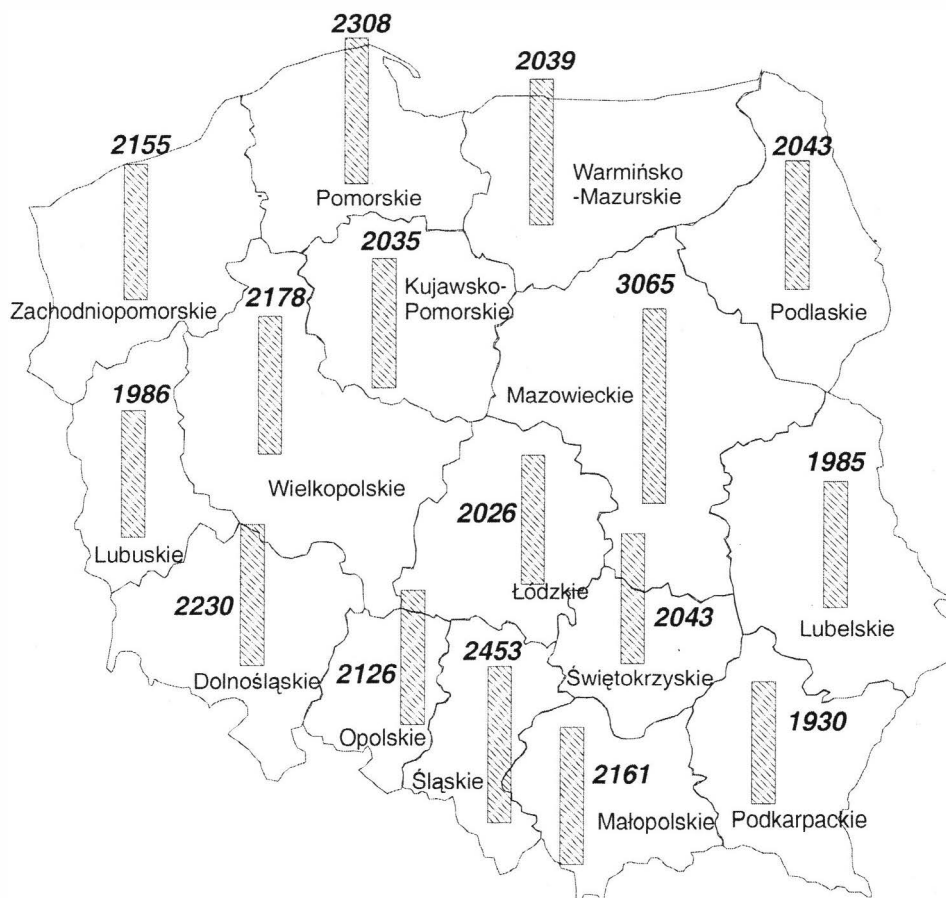 2308
2039
2155
2043
Warmińsko
-Mazurskie
Pomorskie
2035
Kujawsko-
Pomorskie
2178
3065
Zachodniopomorskie
Podlaskie
1986
Mazowieckie
1985
Wielkopolskie
2026
Lubuskie
Łódzkie
2230
2043
Lubelskie
2453
2126
Dolnośląskie
Świętokrzyskie
1930
Opolskie
Śląskie
2161
Małopolskie
Podkarpackie